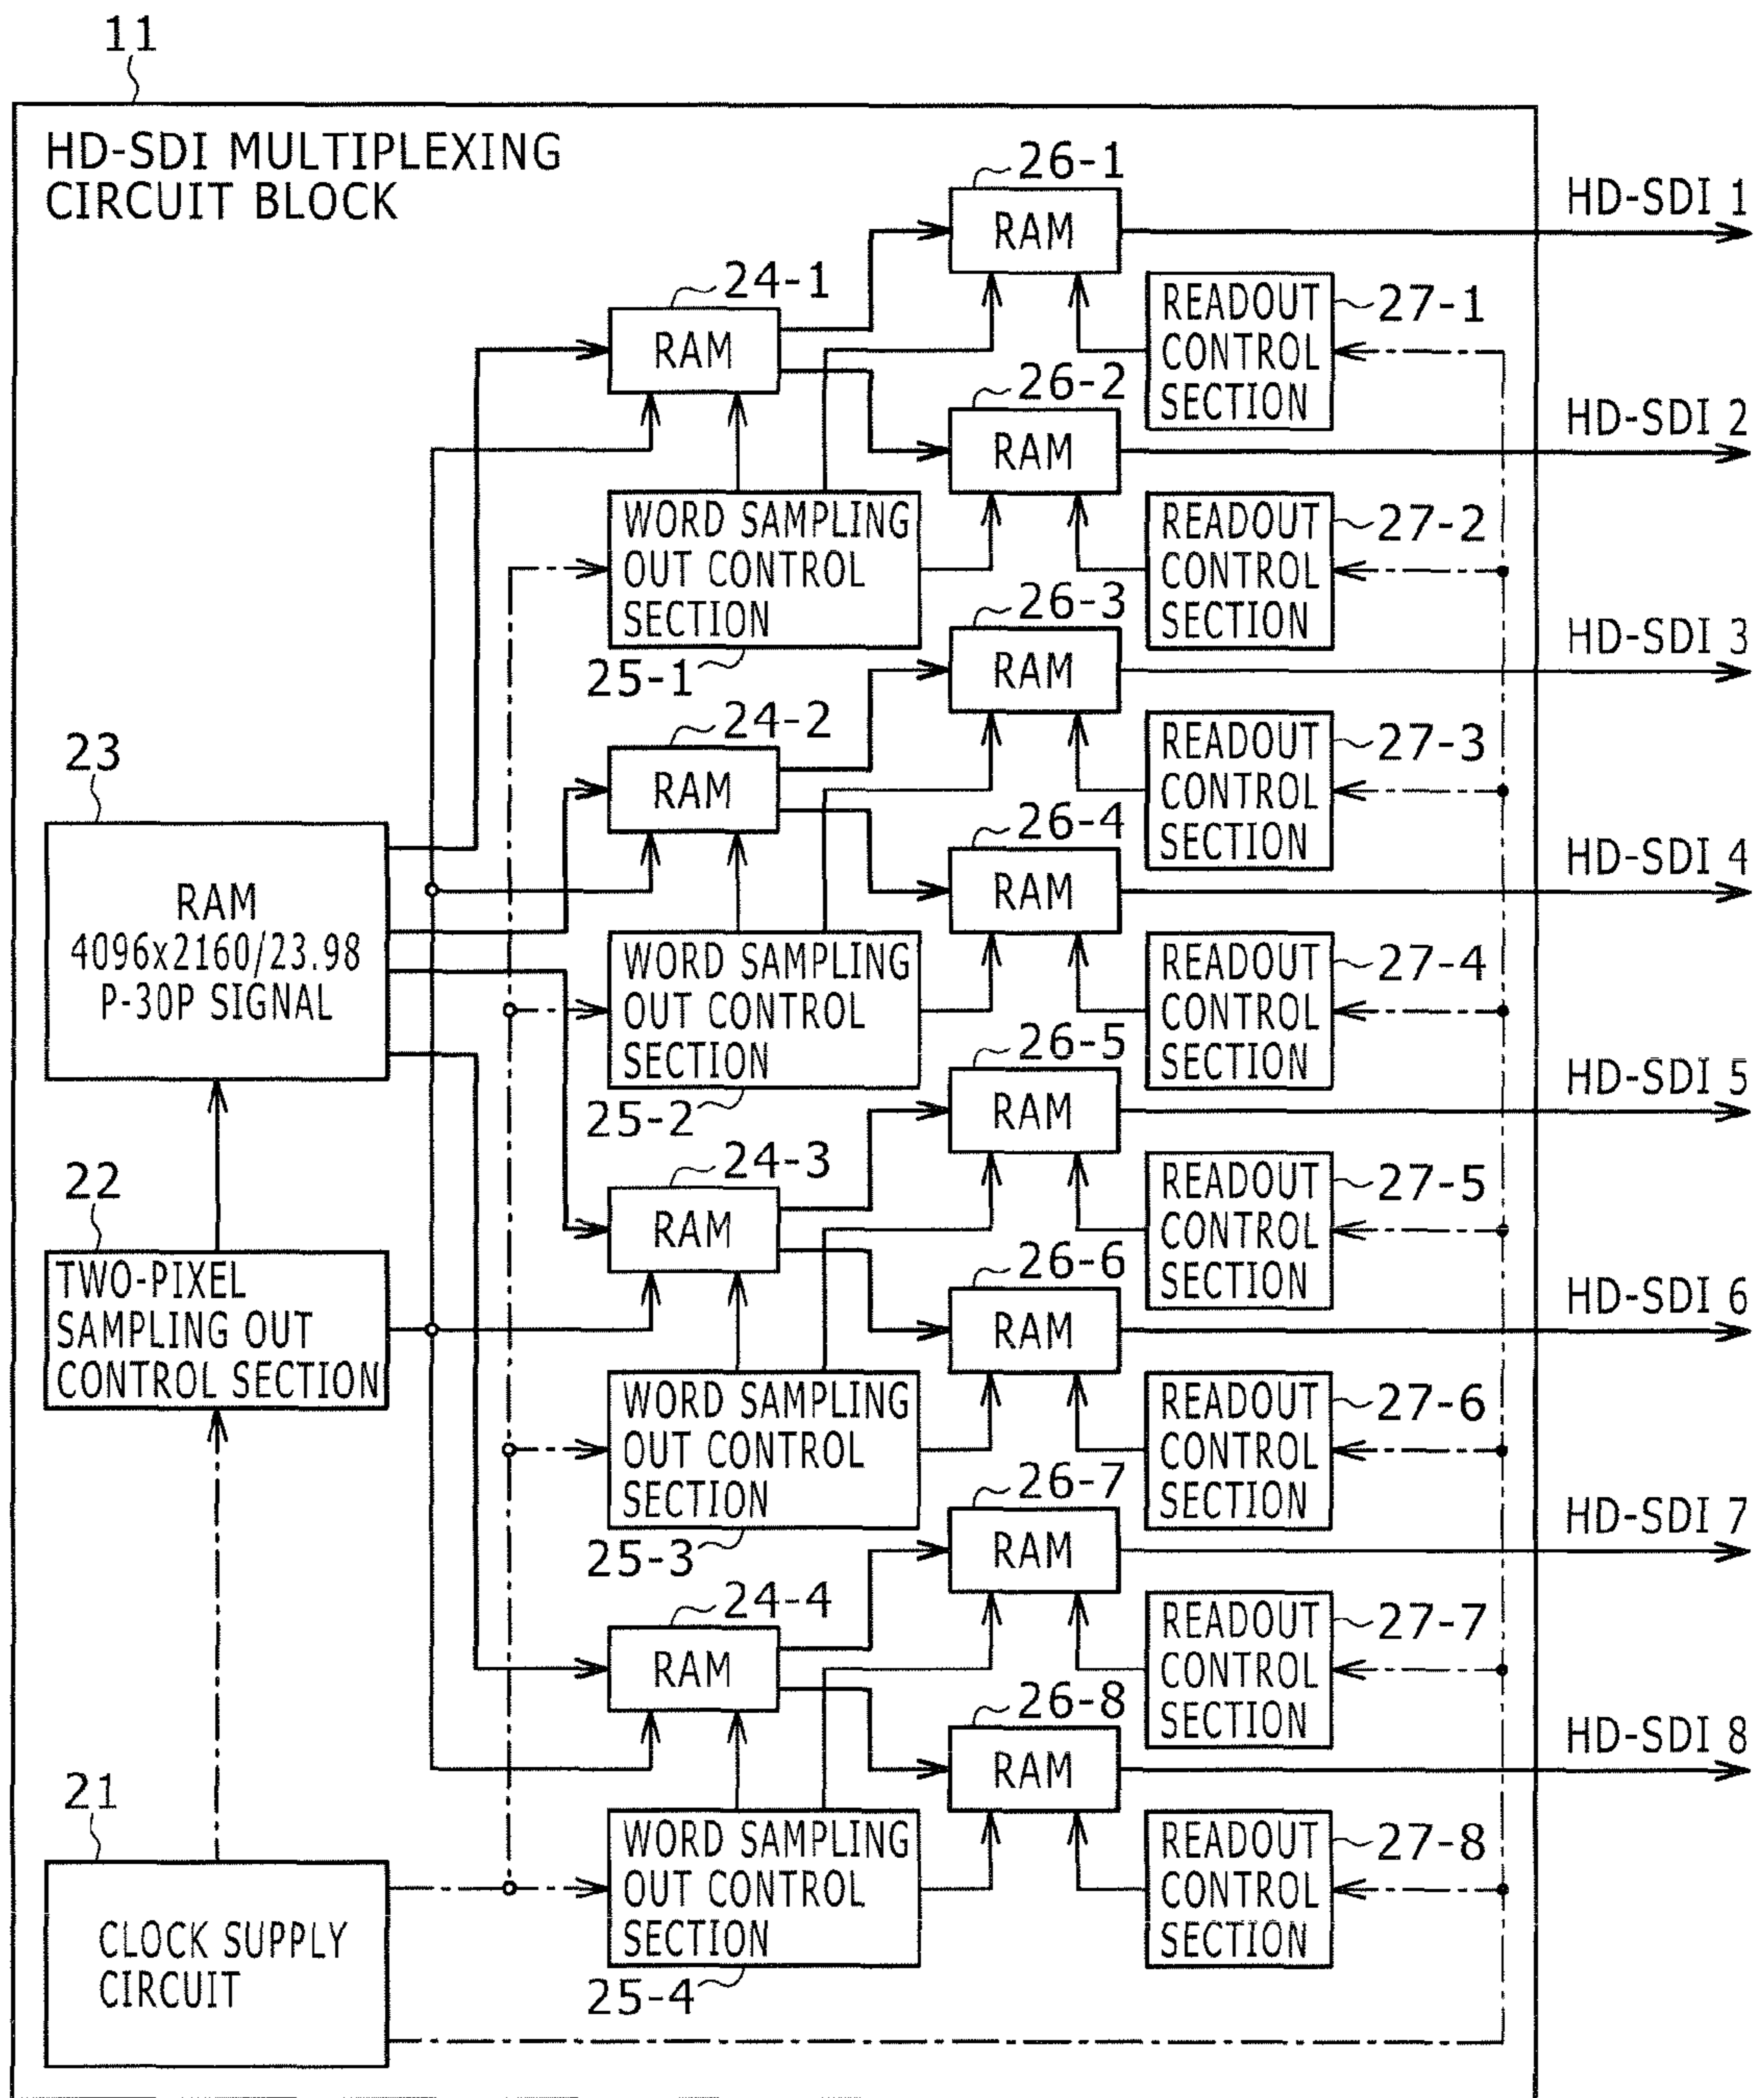 11
HD-SDI MULTIPLEXING
CIRCUIT BLOCK
26-1
RAM
HD-SDI 1
24-1
RAM
READOUT
CONTROL
SECTION
27-1
26-2
RAM
HD-SDI 2
WORD SAMPLING
OUT CONTROL
SECTION
25-1
READOUT
CONTROL
SECTION
27-2
26-3
RAM
HD-SDI 3
24-2
RAM
READOUT
CONTROL
SECTION
27-3
23
RAM
4096x2160/23.98
P-30P SIGNAL
26-4
RAM
HD-SDI 4
WORD SAMPLING
OUT CONTROL
SECTION
25-2
READOUT
CONTROL
SECTION
27-4
26-5
RAM
HD-SDI 5
24-3
RAM
READOUT
CONTROL
SECTION
27-5
22
TWO-PIXEL
SAMPLING OUT
CONTROL SECTION
26-6
RAM
HD-SDI 6
WORD SAMPLING
OUT CONTROL
SECTION
25-3
READOUT
CONTROL
SECTION
27-6
26-7
RAM
HD-SDI 7
24-4
RAM
READOUT
CONTROL
SECTION
27-7
26-8
RAM
HD-SDI 8
21
CLOCK SUPPLY
CIRCUIT
WORD SAMPLING
OUT CONTROL
SECTION
25-4
READOUT
CONTROL
SECTION
27-8